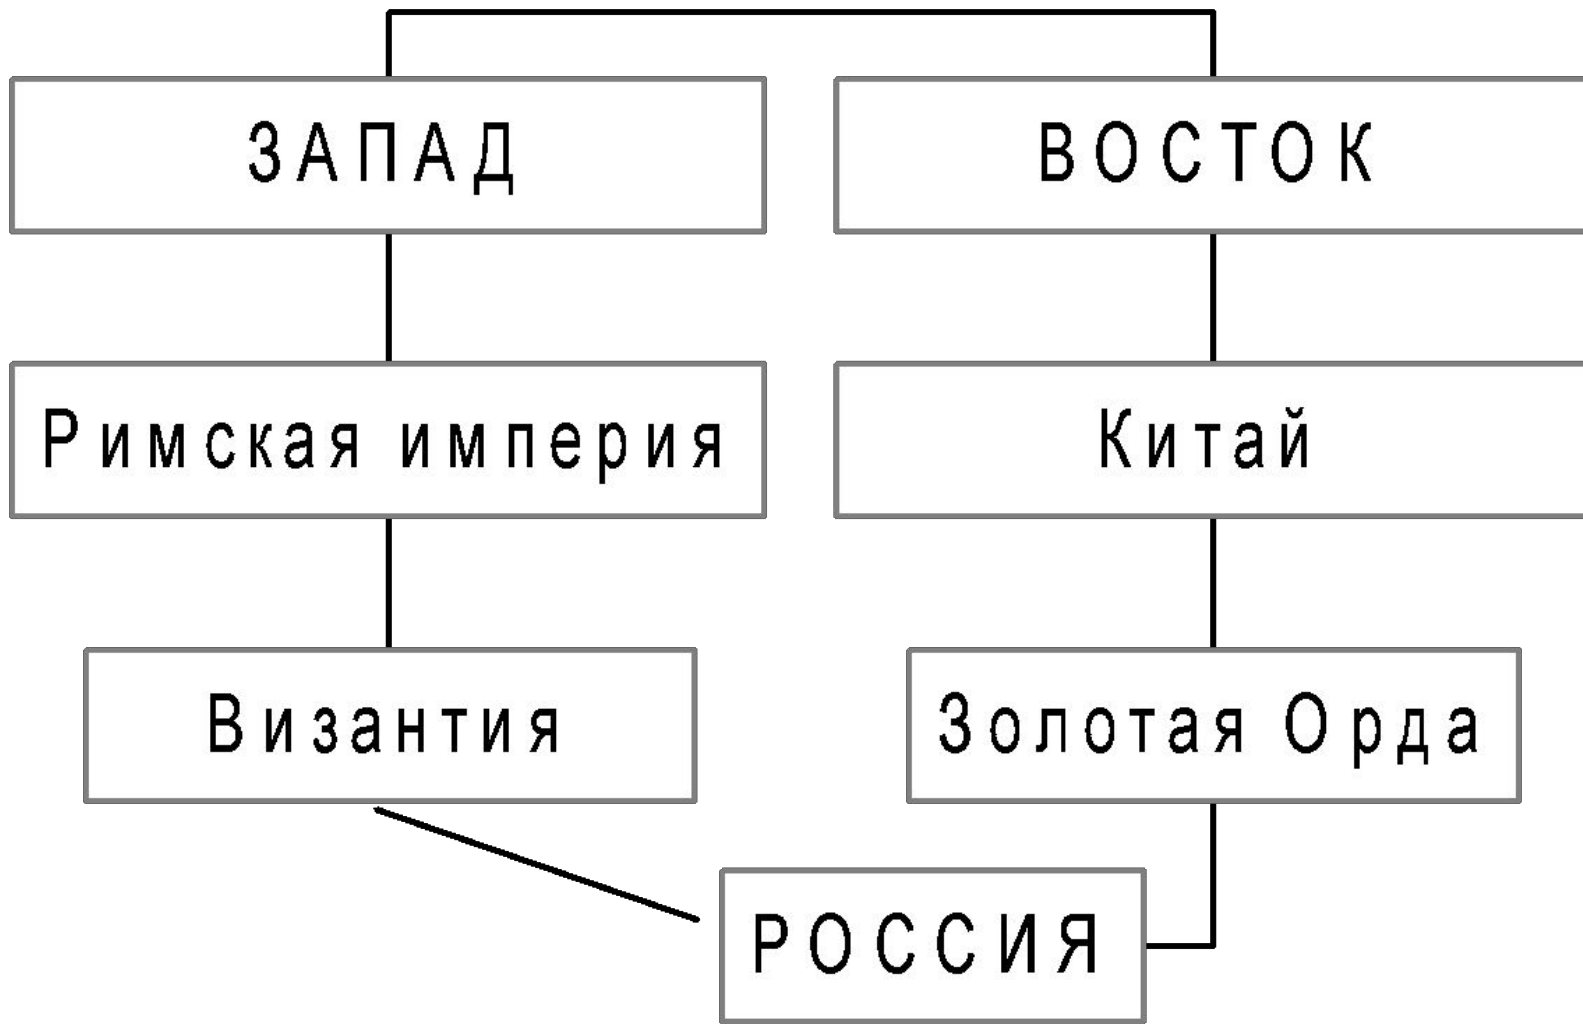 ЗАПАД
ВОСТОК
Римская империя
Китай
Византия
Золотая Орда
РОССИЯ